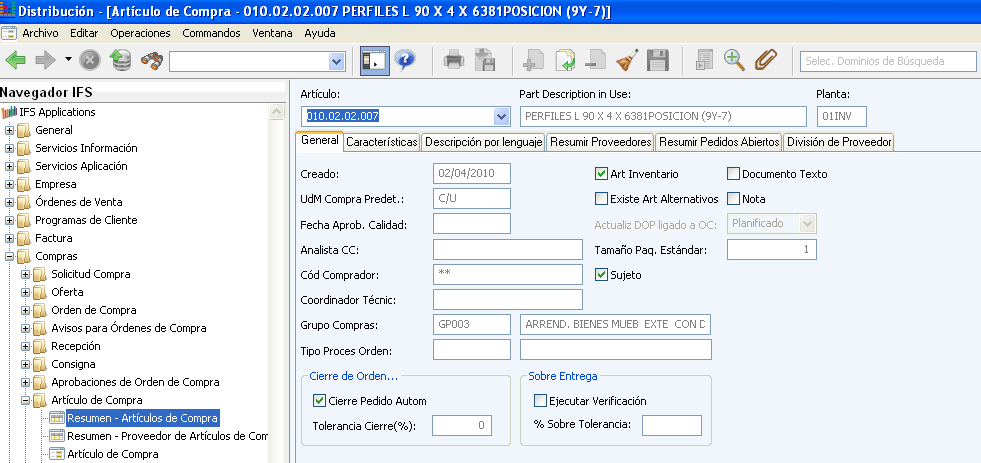 Distribución - [Artículo de Compra - 010.02.02.007 PERFILES L 90 X 4 X 6381POSICION (9Y-7)]
Archivo Editar Operaciones Commandos Ventana Ayuda
Selec. Dominios de Búsqueda
Navegador IFS
IFS Applications
General
Servicios Información
Servicios Aplicación
Empresa
Órdenes de Venta
Programas de Cliente
Factura
Compras
Solicitud Compra
Oferta
Orden de Compra
Avisos para Órdenes de Compra
Recepción
Consigna
Aprobaciones de Orden de Compra
Artículo de Compra
Resumen - Artículos de Compra
Resumen - Proveedor de Artículos de Com
Artículo de Compra
Artículo: Part Description in Use: Planta:
010.02.02.007 PERFILES L 90 X 4 X 6381POSICION (9Y-7) 01INV
General Características Descripción por lenguaje Resumir Proveedores Resumir Pedidos Abiertos División de Proveedor
Creado: 02/04/2010 Art Inventario Documento Texto
UdM Compra Predet.: C/U Existe Art Alternativos Nota
Fecha Aprob. Calidad: Actualiz DOP ligado a OC: Planificado
Analista CC: Tamaño Paq. Estándar: 1
Cód Comprador: ** Sujeto
Coordinador Técnic:
Grupo Compras: GP003 ARREND. BIENES MUEB EXTE CON D
Tipo Proces Orden:
Cierre de Orden... Sobre Entrega
Cierre Pedido Autom Ejecutar Verificación
Tolerancia Cierre(%): 0 % Sobre Tolerancia: